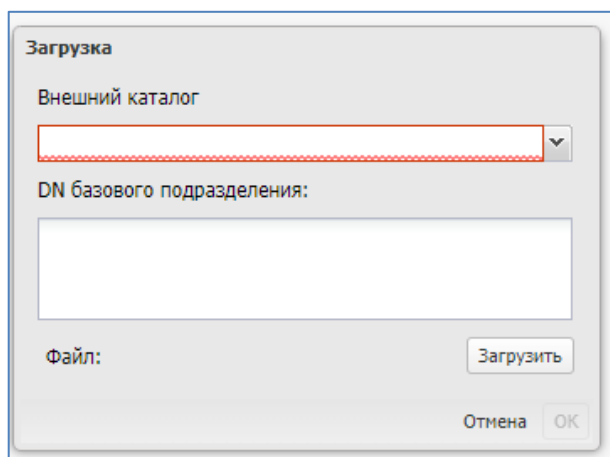 Загрузка
Внешний каталог
DN базового подразделения:
Файл:
Загрузить
Отмена
OK